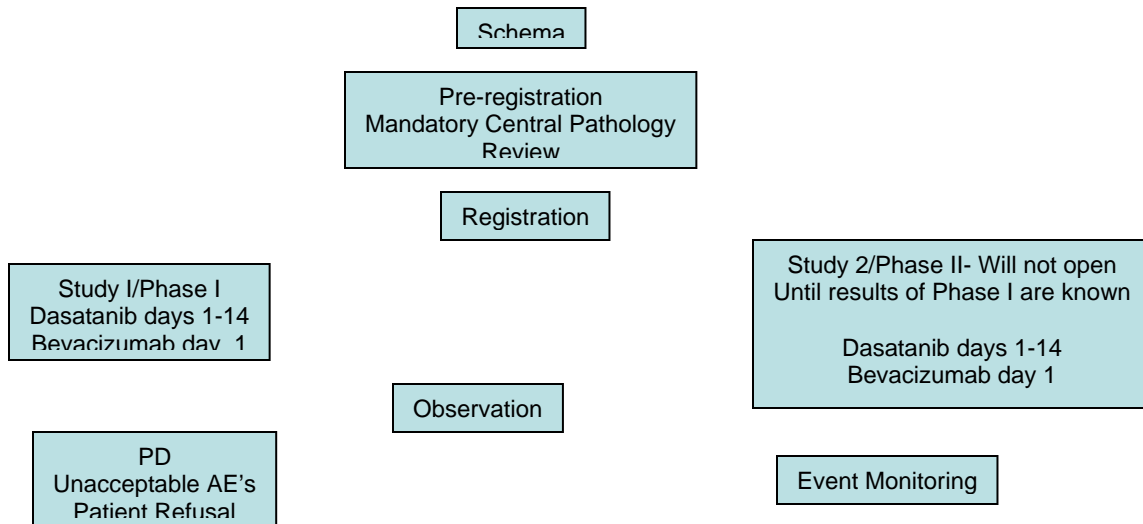 Schema
Pre-registration
Mandatory Central Pathology
Review
Registration
Study I/Phase I
Dasatanib days 1-14
Bevacizumab day 1
Study 2/Phase II- Will not open
Until results of Phase I are known
Dasatanib days 1-14
Bevacizumab day 1
Observation
PD
Unacceptable AE's
Patient Refusal
Event Monitoring